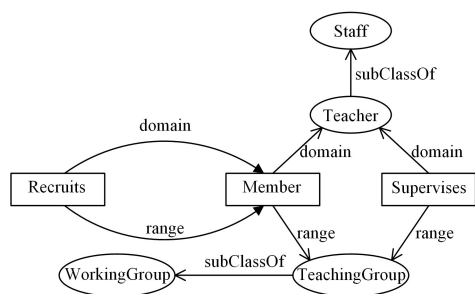 Staff
subClassOf
Teacher
domain
domain
domain
Recruits
Member
Supervises
range
range
range
subClassOf
WorkingGroup
TeachingGroup